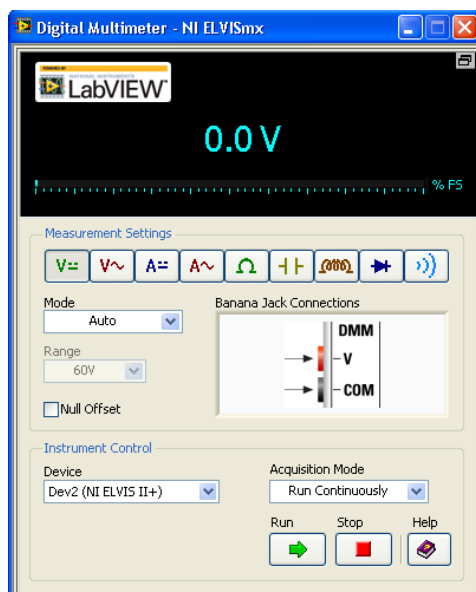 Digital Multimeter - NI ELVISmx
POWERED BY
NATIONAL INSTRUMENTS
LabVIEW
0.0 V
% FS
Measurement Settings
V V A A Ω
Mode
Banana Jack Connections
Auto
DMM
V
COM
Range
60V
Null Offset
Instrument Control
Device
Acquisition Mode
Dev2 (NI ELVIS II+)
Run Continuously
Run Stop Help